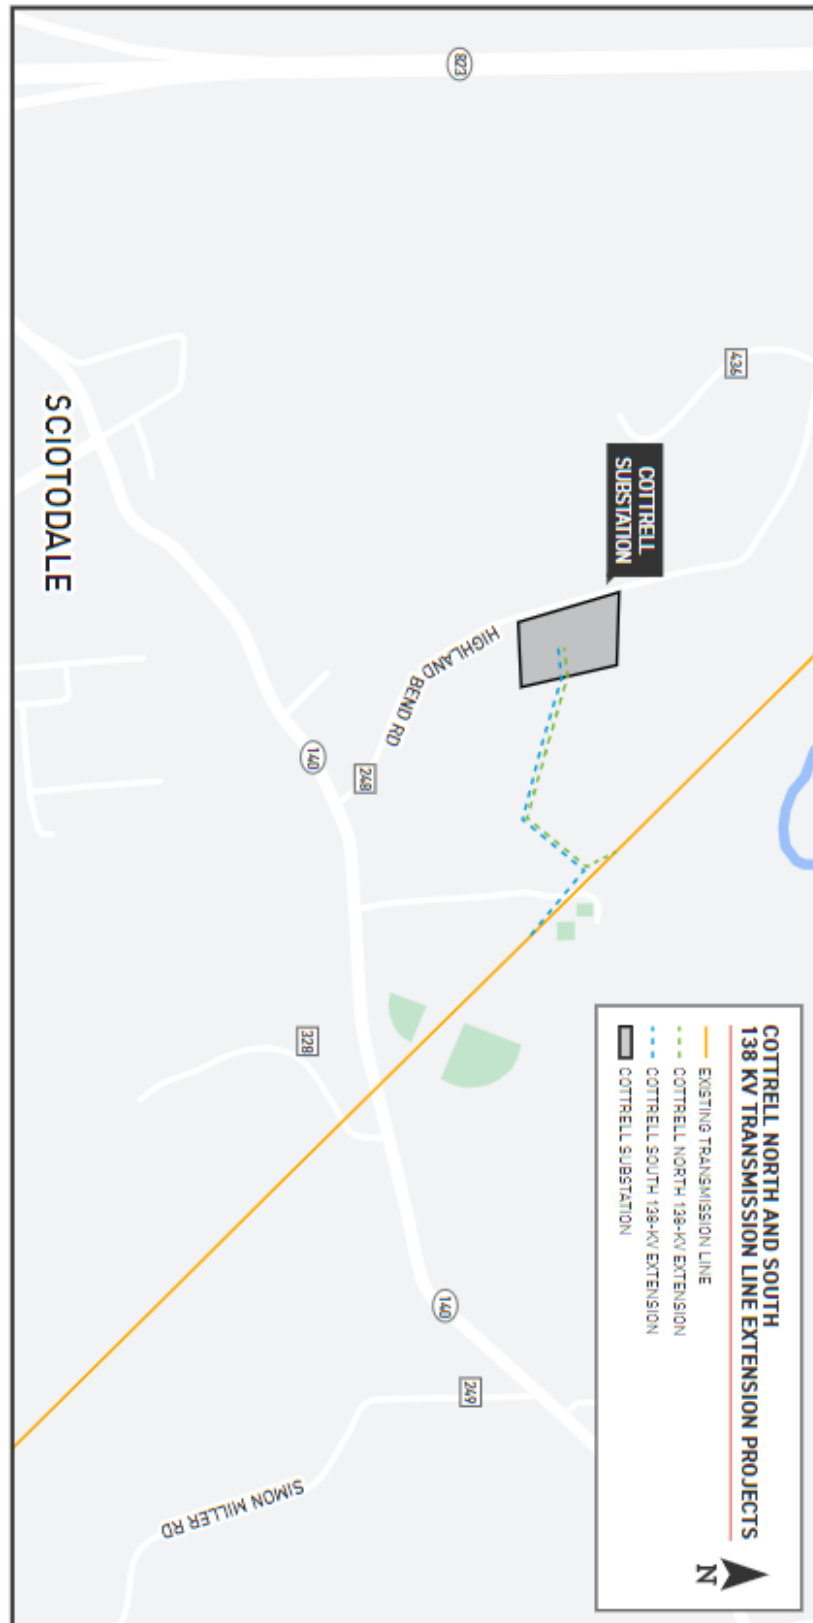 COTTRELL NORTH AND SOUTH
138 KV TRANSMISSION LINE EXTENSION PROJECTS
EXISTING TRANSMISSION LINE
COTTRELL NORTH 138-KV EXTENSION
COTTRELL SOUTH 138-KV EXTENSION
COTTRELL SUBSTATION
N
436
COTTRELL
SUBSTATION
823
HIGHLAND BEND RD
248
140
328
140
249
SIMON MILLER RD
SCIOTODALE